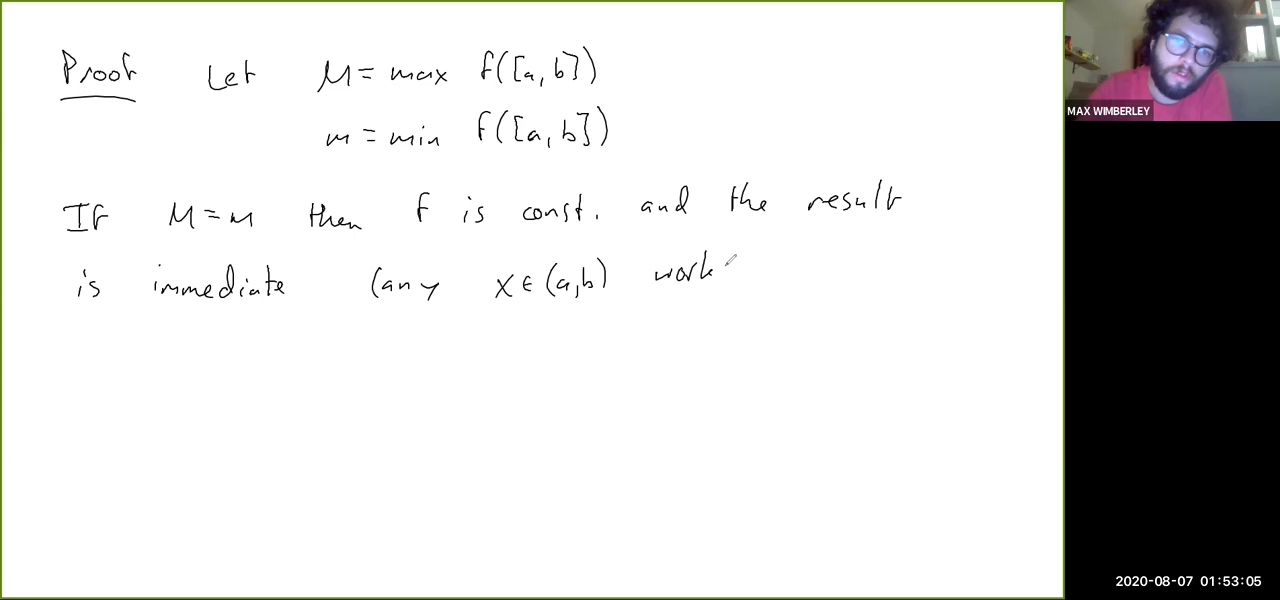 Proof Let M = max f([a, b])
m = min f([a, b])
If M = m then f is const. and the result
is immediate (any x ∈ (a, b) work
MAX WIMBERLEY
2020-08-07 01:53:05